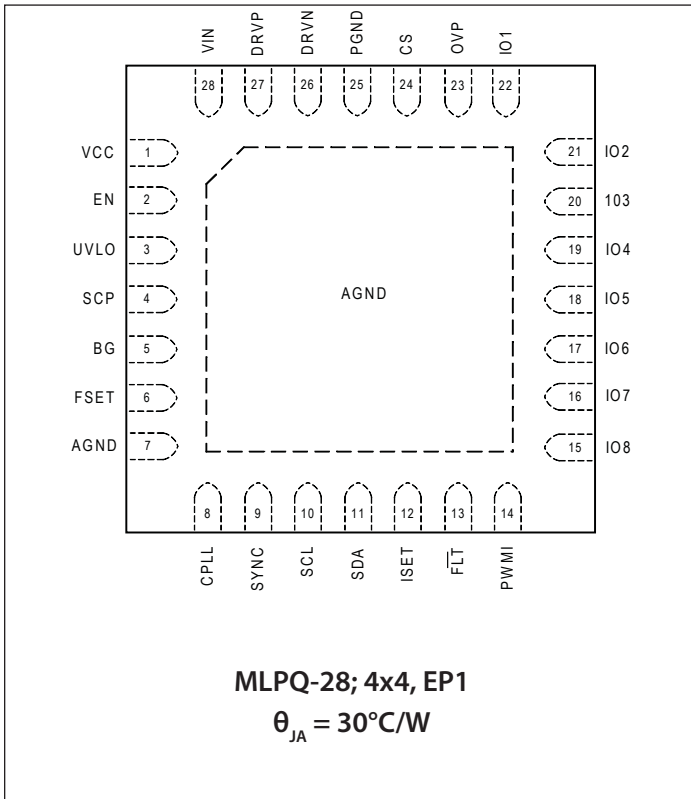 VIN
DRVP
DRVN
PGND
CS
OVP
IO1
28
27
26
25
24
23
22
VCC 1
21 IO2
EN 2
20 103
UVLO 3
19 IO4
SCP 4
18 IO5
AGND
BG 5
17 IO6
FSET 6
16 IO7
AGND 7
15 IO8
8
9
10
11
12
13
14
CPLL
SYNC
SCL
SDA
ISET
F̅L̅T̅
PWMI
MLPQ-28; 4x4, EP1
θJA = 30°C/W